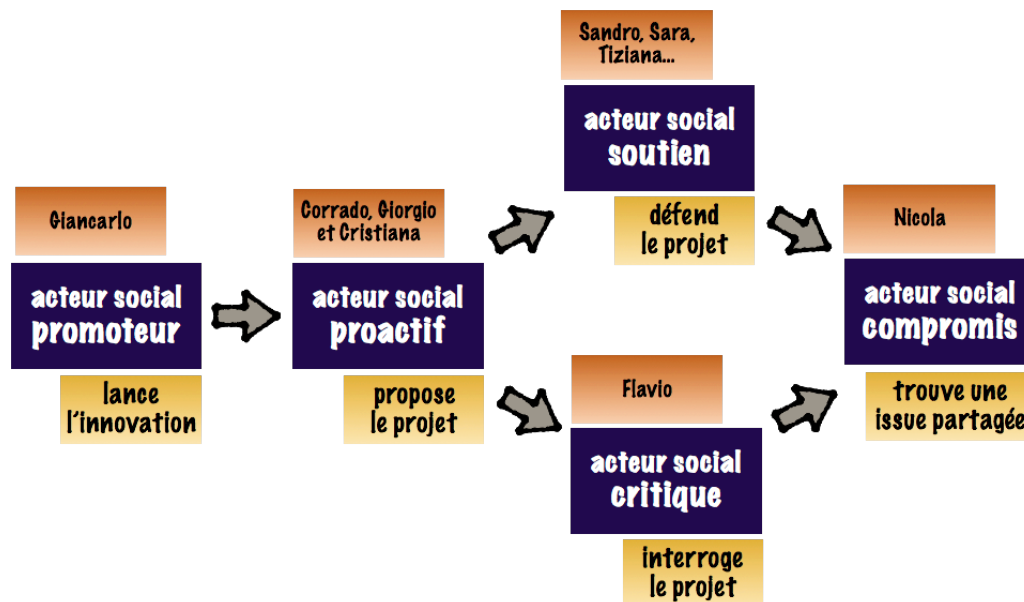 Giancarlo
acteur social
promoteur
lance
l'innovation
Corrado, Giorgio
et Cristiana
acteur social
proactif
propose
le projet
Sandro, Sara,
Tiziana...
acteur social
soutien
défend
le projet
Flavio
acteur social
critique
interroge
le projet
Nicola
acteur social
compromis
trouve une
issue partagée